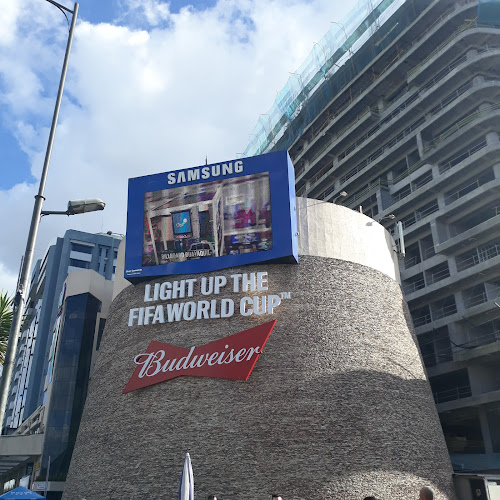 SAMSUNG
LIGHT UP THE
FIFA WORLD CUP™
Budweiser